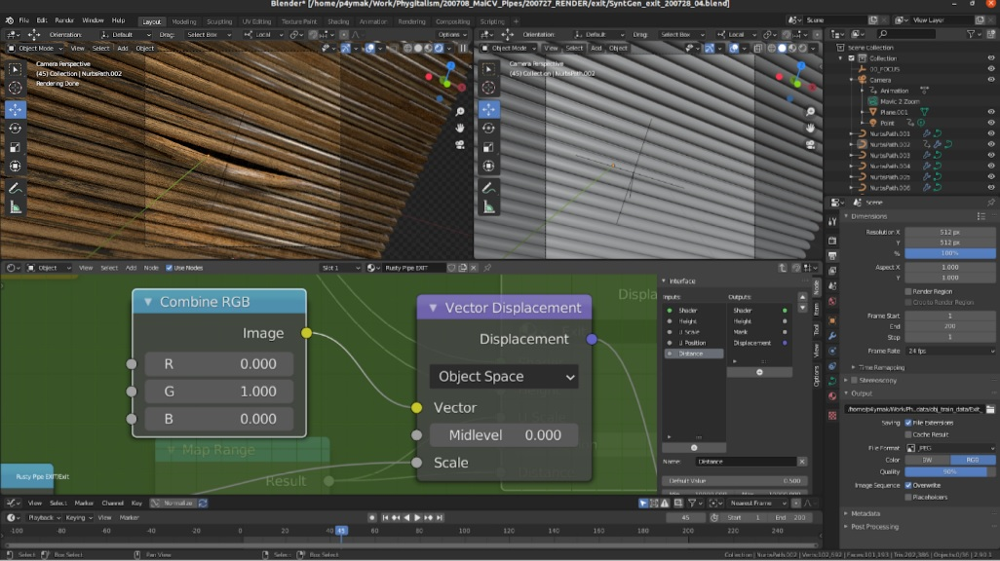 Blender* [/home/p4ymak/Work/Phygitalism/200708_MaiCV_Pipes/200727_RENDER/exit/SyntGen_exit_200728_04.blend]
File Edit Render Window Help Layout Modeling Sculpting UV Editing Texture Paint Shading Animation Rendering Compositing Scripting Scene View Layer
Orientation: Default Drag: Select Box Local Options
Orientation: Default Drag: Select Box Local
Object Mode View Select Add Object
Object Mode View Select Add Object
Camera Perspective
(45) Collection | NurbsPath.002
Rendering Done
Camera Perspective
(45) Collection | NurbsPath.002
Scene Collection
Collection
00_FOCUS
Camera
Animation
Mavic 2 Zoom
Plane.001
Point
NurbsPath.001
NurbsPath.002
NurbsPath.003
NurbsPath.004
NurbsPath.005
NurbsPath.006
Scene
Dimensions
Resolution X 512 px
Y 512 px
% 100%
Aspect X 1.000
Y 1.000
Render Region
Crop to Render Region
Frame Start 1
End 200
Step 1
Frame Rate 24 fps
Time Remapping
Stereoscopy
Output
Saving: File Extensions
Cache Result
File Format JPEG
Color BW RGB
Quality 90%
Image Sequence Overwrite
Placeholders
Metadata
Post Processing
Object View Select Add Node Use Nodes Slot 1 Rusty Pipe EXIT
Combine RGB
Image
R 0.000
G 1.000
B 0.000
Vector Displacement
Displacement
Object Space
Vector
Midlevel 0.000
Scale
Map Range
Result
Displa
Rusty Pipe EXIT/Exit
Interface
Inputs: Outputs:
Shader Shader
Height Height
U Scale Mask
U Position Displacement
Distance
Name: Distance
Default Value 0.500
Node
Item
Tool
View
Options
View Select Marker Channel Key Normalize Nearest Frame
Playback Keying View Marker 45 Start 1 End 200
-100 -80 -60 -40 -20 0 20 45 60 80 100 120 140 160 180 200 220 240
Select Box Select Pan View Select Box Select